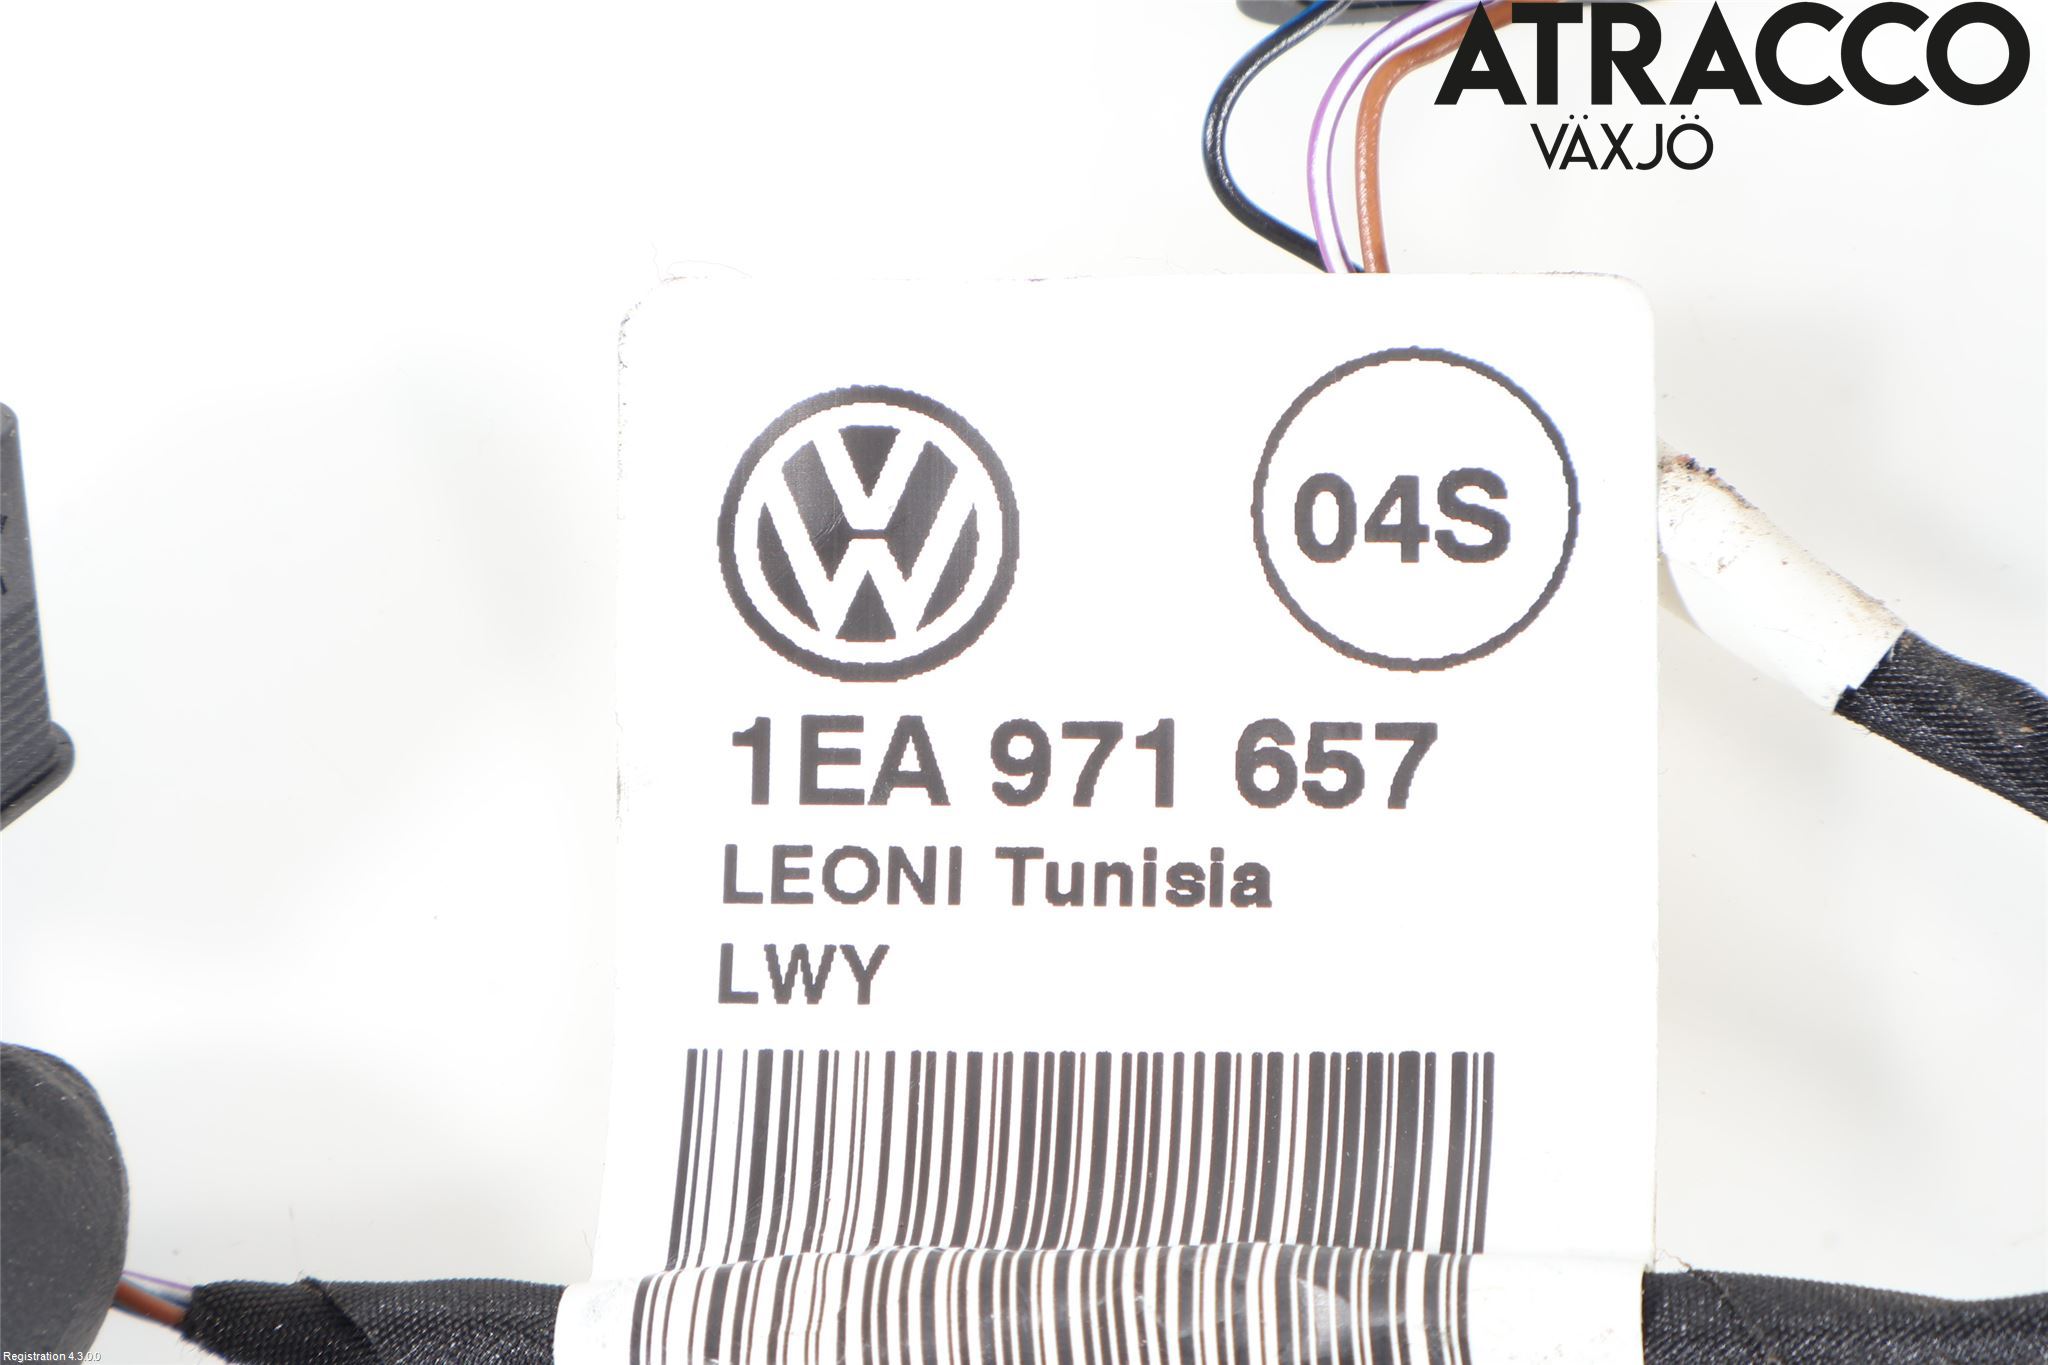 ATRACCO
VÄXJÖ
04S
1EA 971 657
LEONI Tunisia
LWY
Registration 4.3.0.0